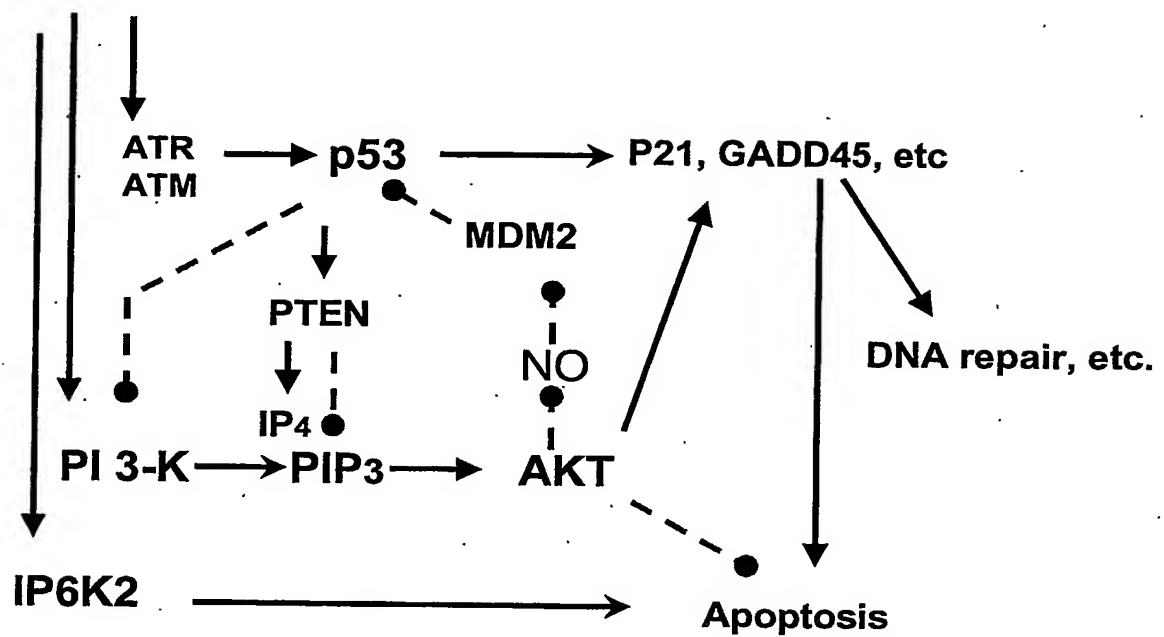 ATR
ATM
p53
P21, GADD45, etc
MDM2
PTEN
NO
DNA repair, etc.
IP4
PI 3-K
PIP3
AKT
IP6K2
Apoptosis